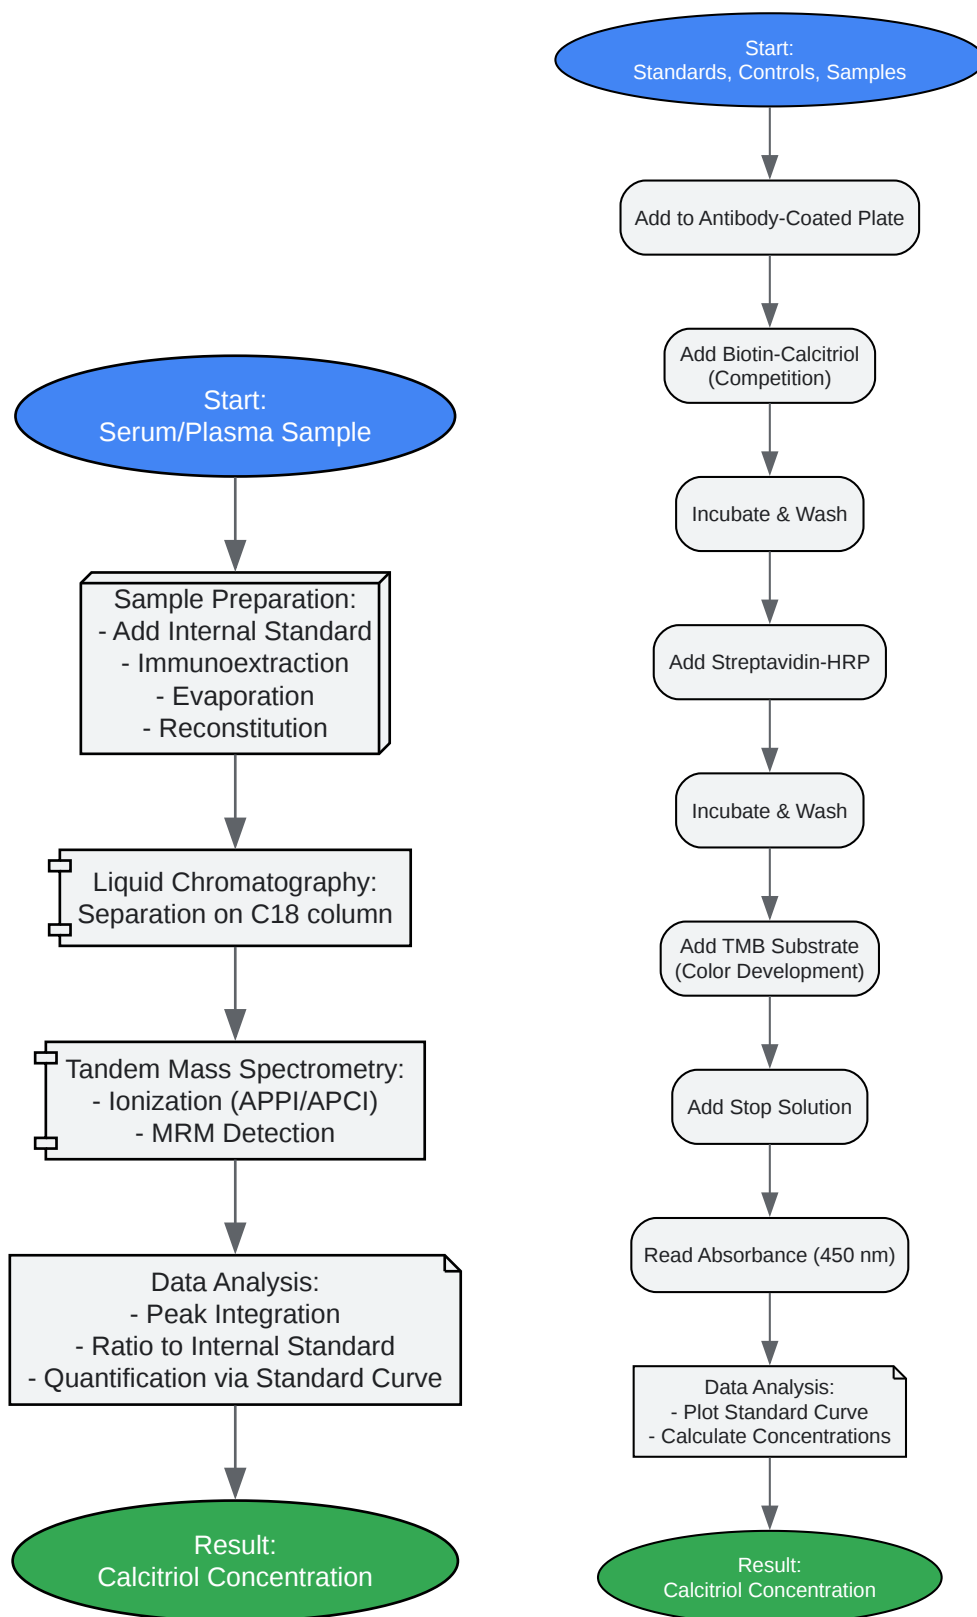 Start:
Serum/Plasma Sample
Sample Preparation:
- Add Internal Standard
- Immunoextraction
- Evaporation
- Reconstitution
Liquid Chromatography:
Separation on C18 column
Tandem Mass Spectrometry:
- Ionization (APPI/APCI)
- MRM Detection
Data Analysis:
- Peak Integration
- Ratio to Internal Standard
- Quantification via Standard Curve
Result:
Calcitriol Concentration
Start:
Standards, Controls, Samples
Add to Antibody-Coated Plate
Add Biotin-Calcitriol
(Competition)
Incubate & Wash
Add Streptavidin-HRP
Incubate & Wash
Add TMB Substrate
(Color Development)
Add Stop Solution
Read Absorbance (450 nm)
Data Analysis:
- Plot Standard Curve
- Calculate Concentrations
Result:
Calcitriol Concentration